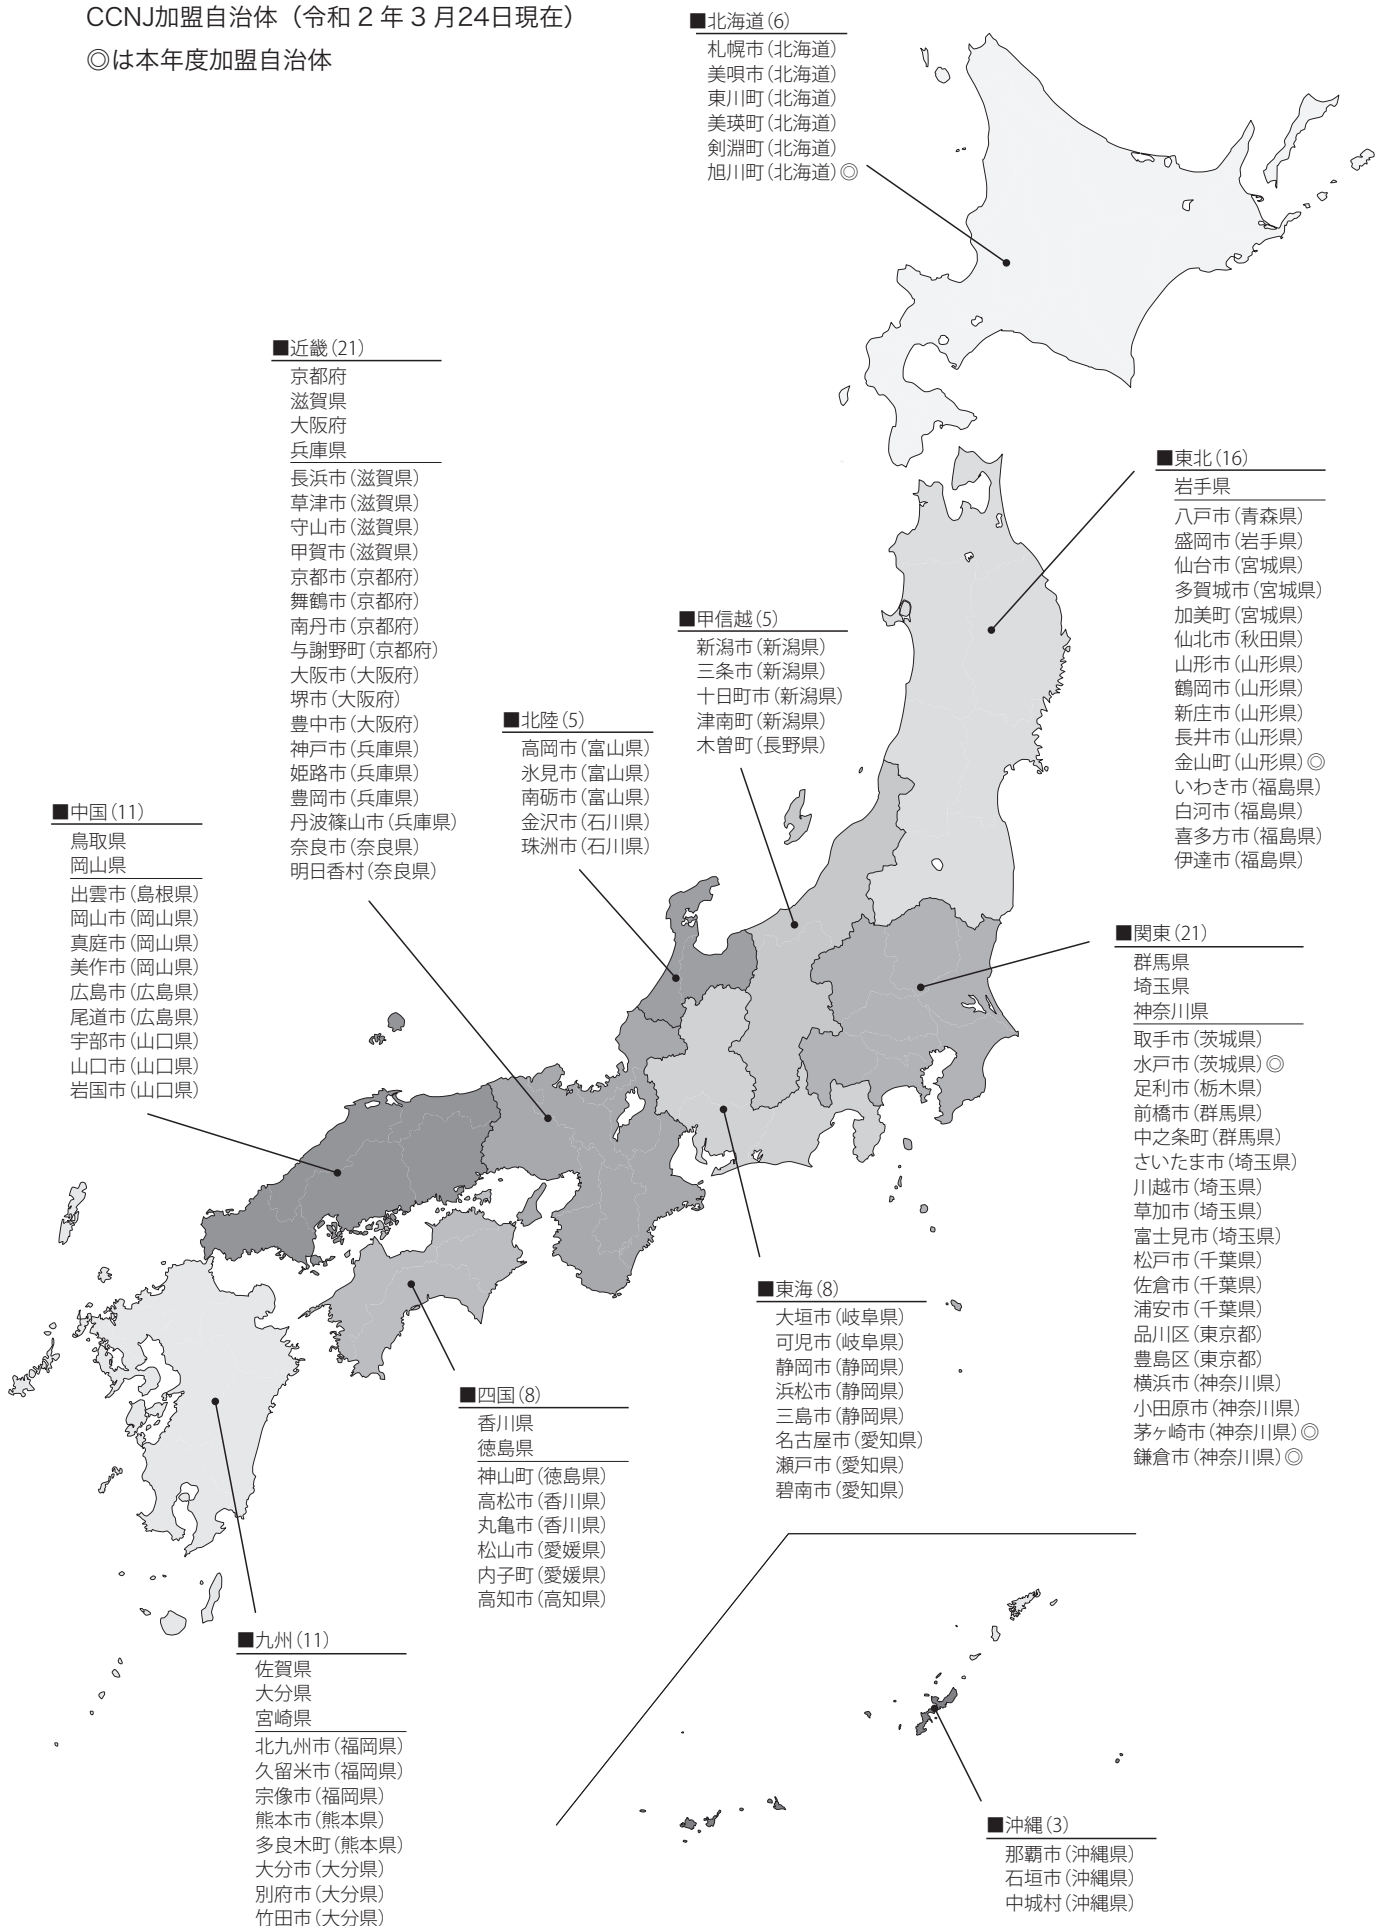 CCNJ加盟自治体（令和２年３月24日現在）
◎は本年度加盟自治体
■北海道(6)
札幌市(北海道)
美唄市(北海道)
東川町(北海道)
美瑛町(北海道)
剣淵町(北海道)
旭川町(北海道)◎
■近畿(21)
京都府
滋賀県
大阪府
兵庫県
長浜市(滋賀県)
草津市(滋賀県)
守山市(滋賀県)
甲賀市(滋賀県)
京都市(京都府)
舞鶴市(京都府)
南丹市(京都府)
与謝野町(京都府)
大阪市(大阪府)
堺市(大阪府)
豊中市(大阪府)
神戸市(兵庫県)
姫路市(兵庫県)
豊岡市(兵庫県)
丹波篠山市(兵庫県)
奈良市(奈良県)
明日香村(奈良県)
■東北(16)
岩手県
八戸市(青森県)
盛岡市(岩手県)
仙台市(宮城県)
多賀城市(宮城県)
加美町(宮城県)
仙北市(秋田県)
山形市(山形県)
鶴岡市(山形県)
新庄市(山形県)
長井市(山形県)
金山町(山形県)◎
いわき市(福島県)
白河市(福島県)
喜多方市(福島県)
伊達市(福島県)
■甲信越(5)
新潟市(新潟県)
三条市(新潟県)
十日町市(新潟県)
津南町(新潟県)
木曽町(長野県)
■北陸(5)
高岡市(富山県)
氷見市(富山県)
南砺市(富山県)
金沢市(石川県)
珠洲市(石川県)
■中国(11)
鳥取県
岡山県
出雲市(島根県)
岡山市(岡山県)
真庭市(岡山県)
美作市(岡山県)
広島市(広島県)
尾道市(広島県)
宇部市(山口県)
山口市(山口県)
岩国市(山口県)
■関東(21)
群馬県
埼玉県
神奈川県
取手市(茨城県)
水戸市(茨城県)◎
足利市(栃木県)
前橋市(群馬県)
中之条町(群馬県)
さいたま市(埼玉県)
川越市(埼玉県)
草加市(埼玉県)
富士見市(埼玉県)
松戸市(千葉県)
佐倉市(千葉県)
浦安市(千葉県)
品川区(東京都)
豊島区(東京都)
横浜市(神奈川県)
小田原市(神奈川県)
茅ヶ崎市(神奈川県)◎
鎌倉市(神奈川県)◎
■東海(8)
大垣市(岐阜県)
可児市(岐阜県)
静岡市(静岡県)
浜松市(静岡県)
三島市(静岡県)
名古屋市(愛知県)
瀬戸市(愛知県)
碧南市(愛知県)
■四国(8)
香川県
徳島県
神山町(徳島県)
高松市(香川県)
丸亀市(香川県)
松山市(愛媛県)
内子町(愛媛県)
高知市(高知県)
■九州(11)
佐賀県
大分県
宮崎県
北九州市(福岡県)
久留米市(福岡県)
宗像市(福岡県)
熊本市(熊本県)
多良木町(熊本県)
大分市(大分県)
別府市(大分県)
竹田市(大分県)
■沖縄(3)
那覇市(沖縄県)
石垣市(沖縄県)
中城村(沖縄県)